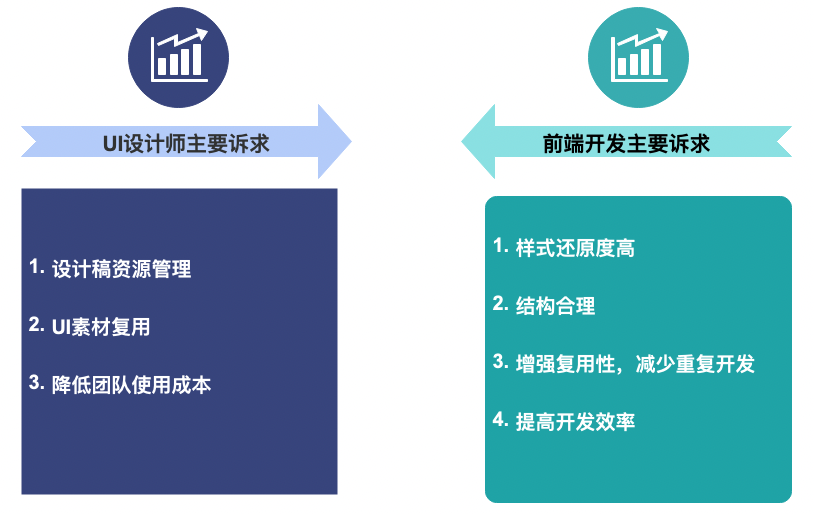 UI设计师主要诉求
1. 设计稿资源管理
2. UI素材复用
3. 降低团队使用成本
前端开发主要诉求
1. 样式还原度高
2. 结构合理
3. 增强复用性，减少重复开发
4. 提高开发效率